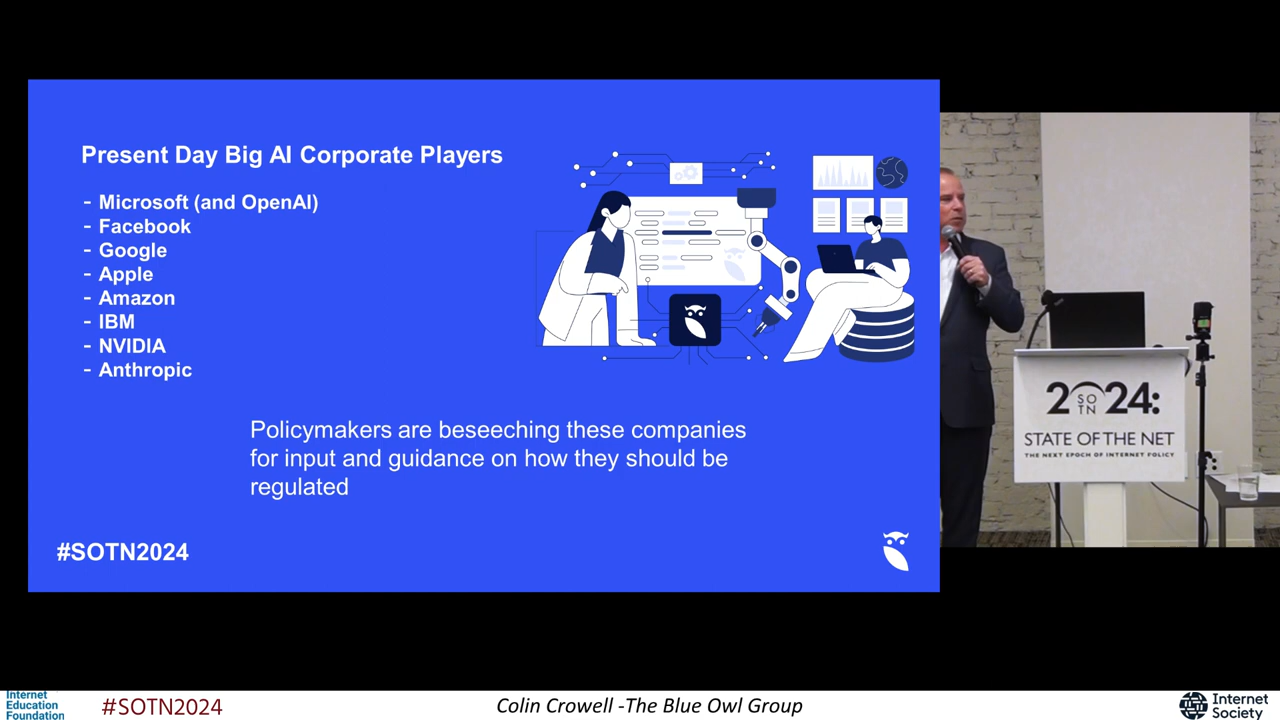 Present Day Big AI Corporate Players
- Microsoft (and OpenAI)
- Facebook
- Google
- Apple
- Amazon
- IBM
- NVIDIA
- Anthropic
Policymakers are beseeching these companies
for input and guidance on how they should be
regulated
#SOTN2024
2024:
SO
TN
STATE OF THE NET
THE NEXT EPOCH OF INTERNET POLICY
Internet
Education
Foundation
#SOTN2024
Colin Crowell -The Blue Owl Group
Internet
Society